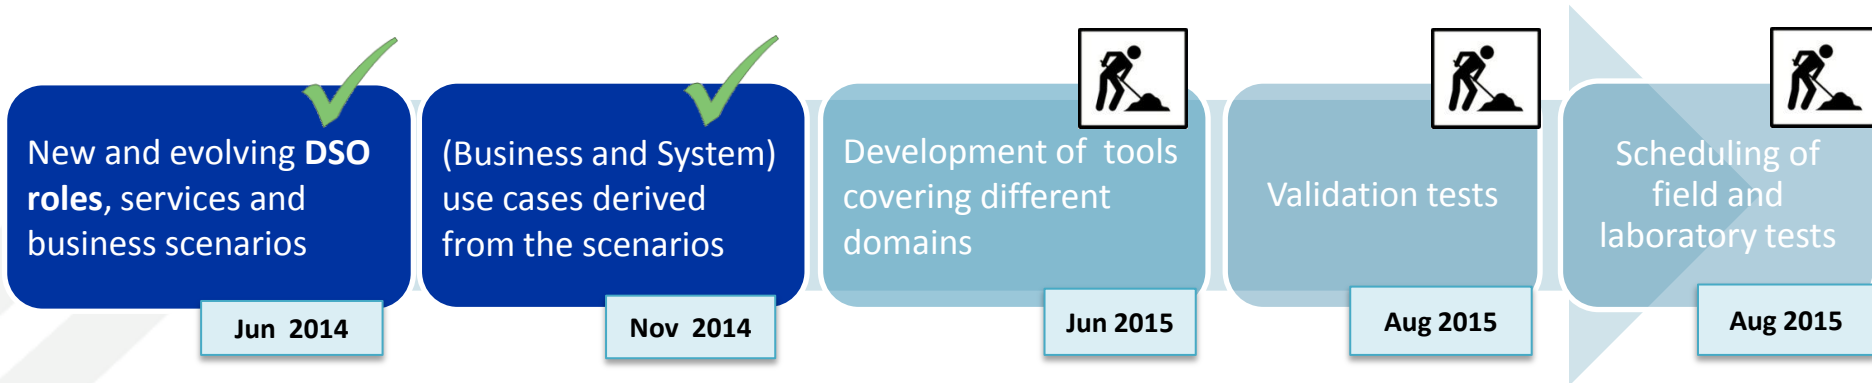 New and evolving DSO
roles, services and
business scenarios
Jun 2014
(Business and System)
use cases derived
from the scenarios
Nov 2014
Development of tools
covering different
domains
Jun 2015
Validation tests
Aug 2015
Scheduling of
field and
laboratory tests
Aug 2015